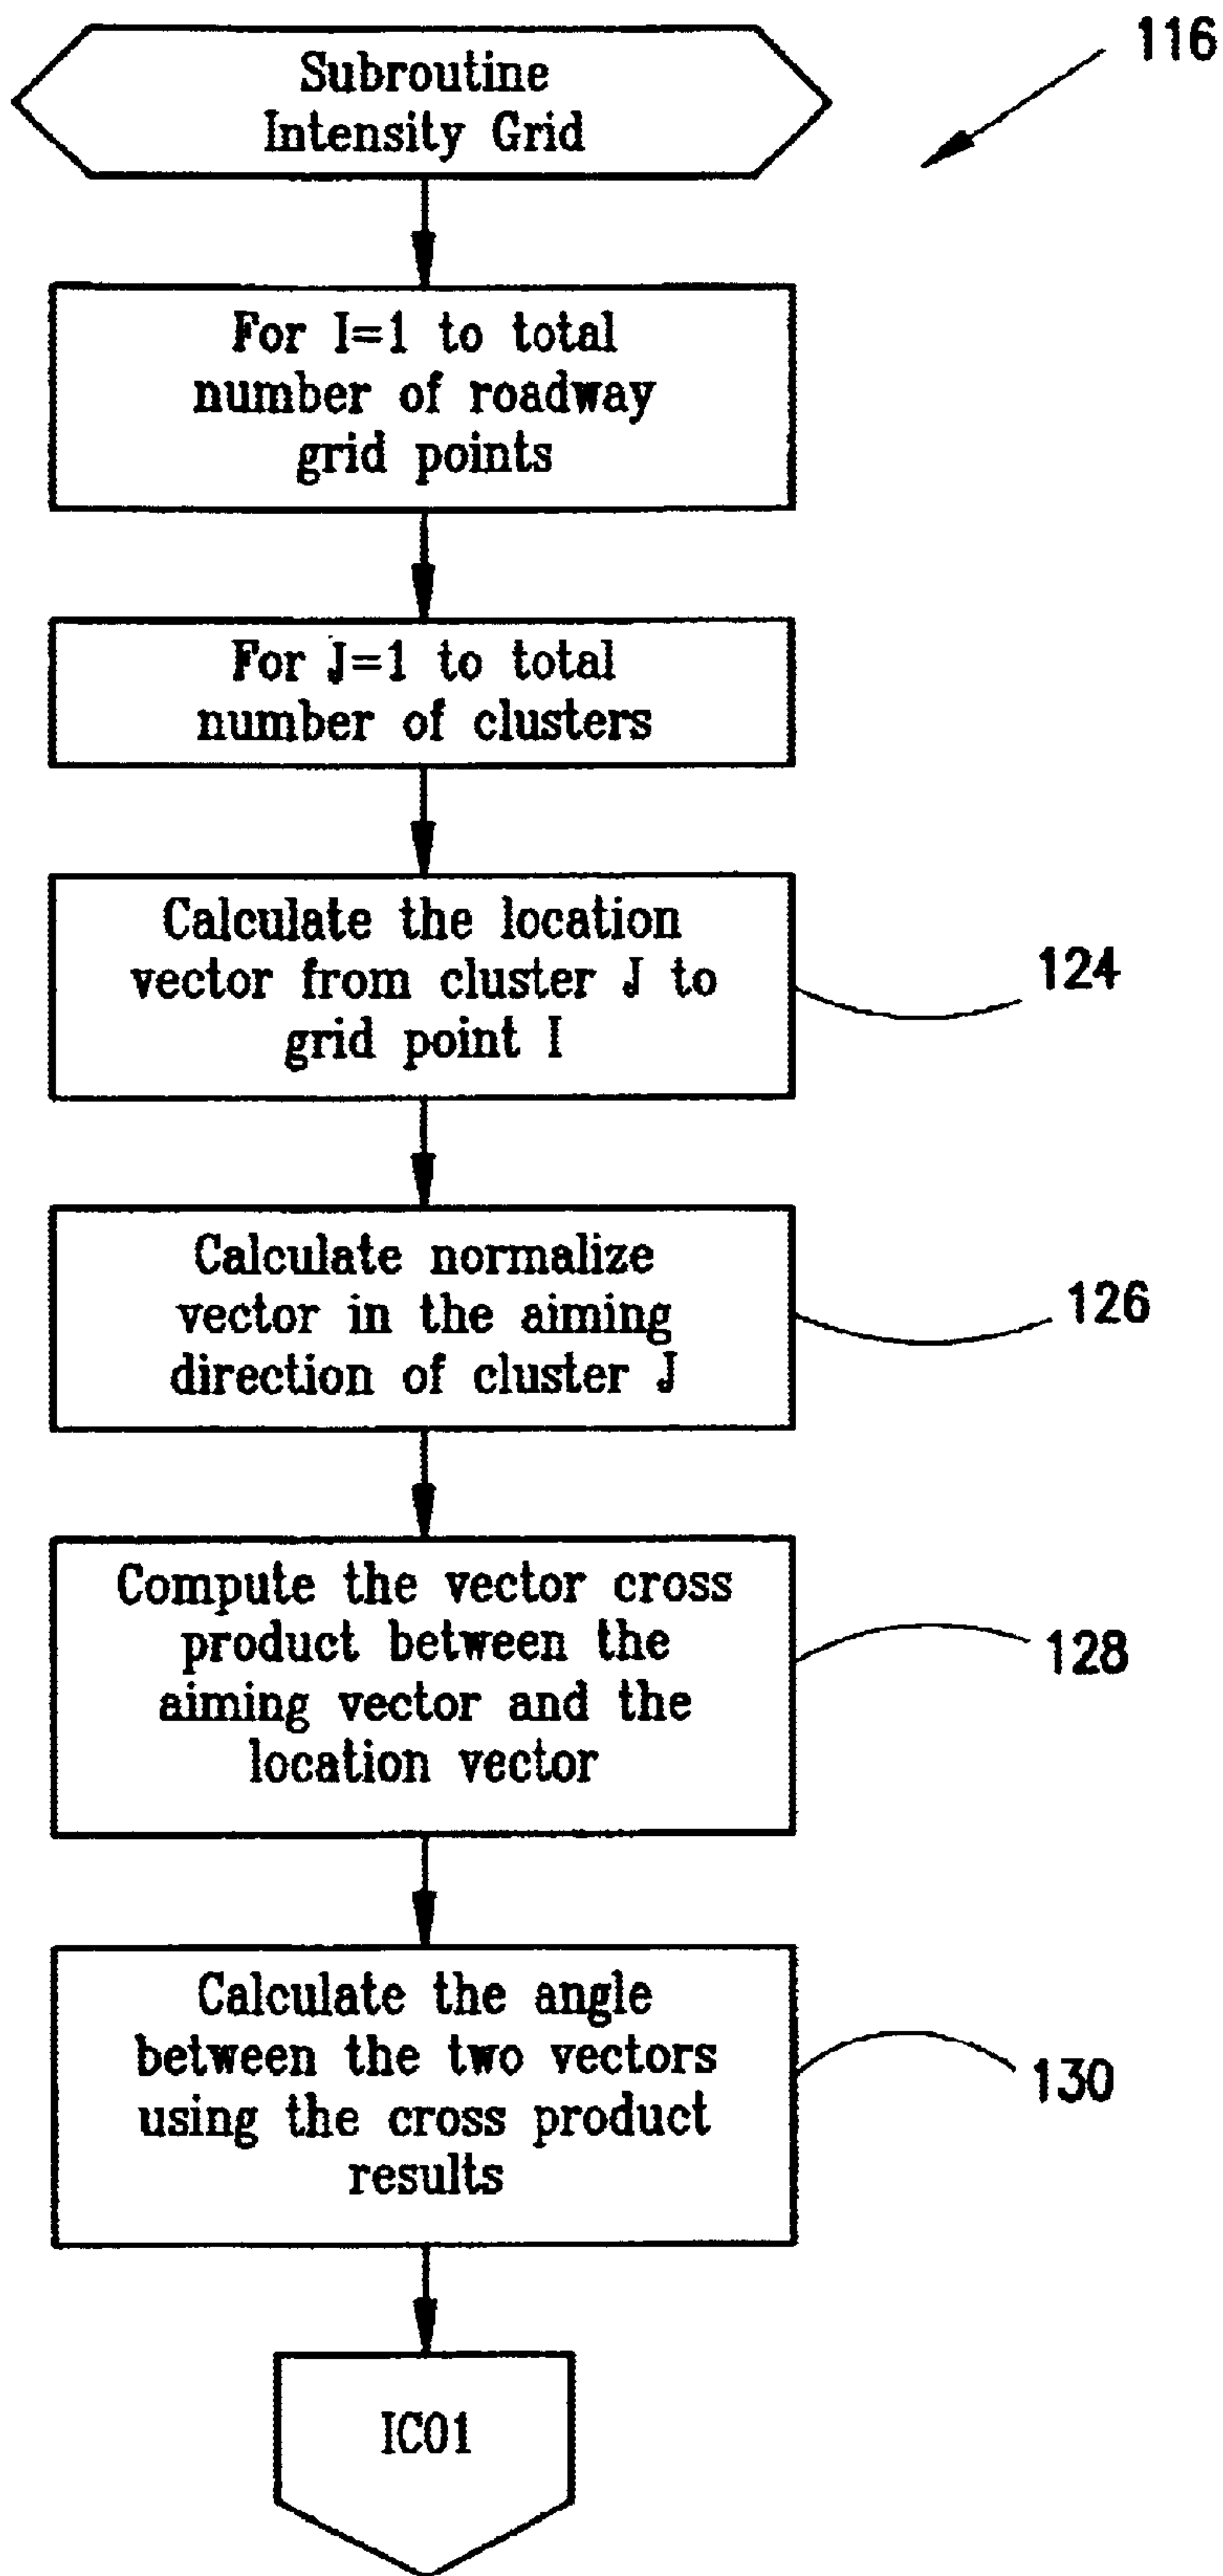 116
Subroutine
Intensity Grid
For I=1 to total
number of roadway
grid points
For J=1 to total
number of clusters
Calculate the location
vector from cluster J to
grid point I
124
Calculate normalize
vector in the aiming
direction of cluster J
126
Compute the vector cross
product between the
aiming vector and the
location vector
128
Calculate the angle
between the two vectors
using the cross product
results
130
IC01